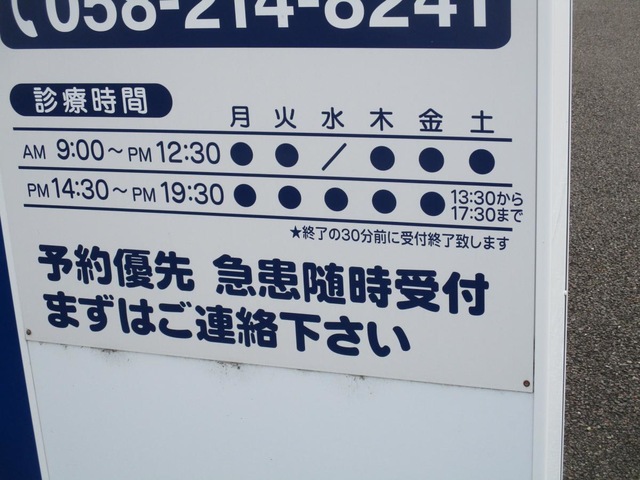 058-214-8241
診療時間
月 火 水 木 金 土
AM 9:00～PM 12:30 ● ● ／ ● ● ●
PM 14:30～PM 19:30 ● ● ● ● ● 13:30から
17:30まで
★終了の30分前に受付終了致します
予約優先 急患随時受付
まずはご連絡下さい